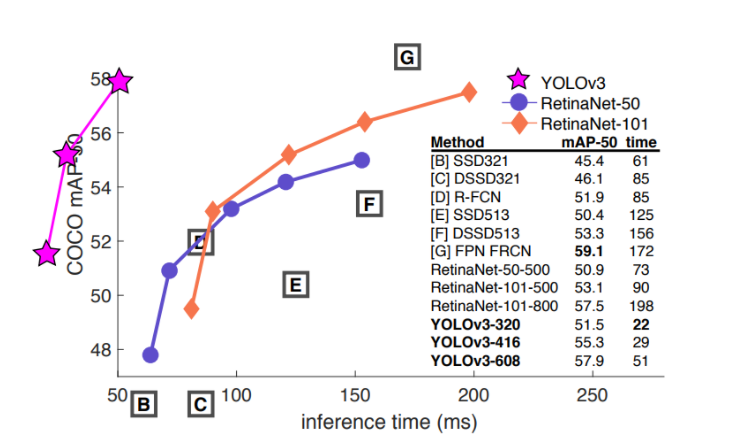 G
58
YOLOv3
RetinaNet-50
RetinaNet-101
56
54
52
50
48
COCO mAP-50
D
E
F
Method mAP-50 time
[B] SSD321 45.4 61
[C] DSSD321 46.1 85
[D] R-FCN 51.9 85
[E] SSD513 50.4 125
[F] DSSD513 53.3 156
[G] FPN FRCN 59.1 172
RetinaNet-50-500 50.9 73
RetinaNet-101-500 53.1 90
RetinaNet-101-800 57.5 198
YOLOv3-320 51.5 22
YOLOv3-416 55.3 29
YOLOv3-608 57.9 51
50 B C 100 150 200 250
inference time (ms)